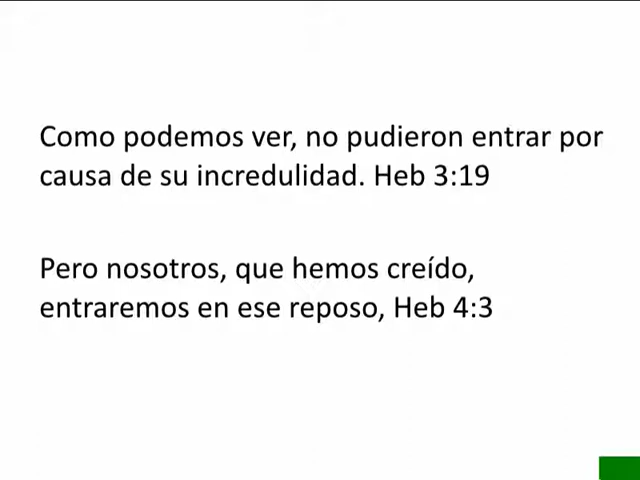 Como podemos ver, no pudieron entrar por
causa de su incredulidad. Heb 3:19
Pero nosotros, que hemos creído,
entraremos en ese reposo, Heb 4:3